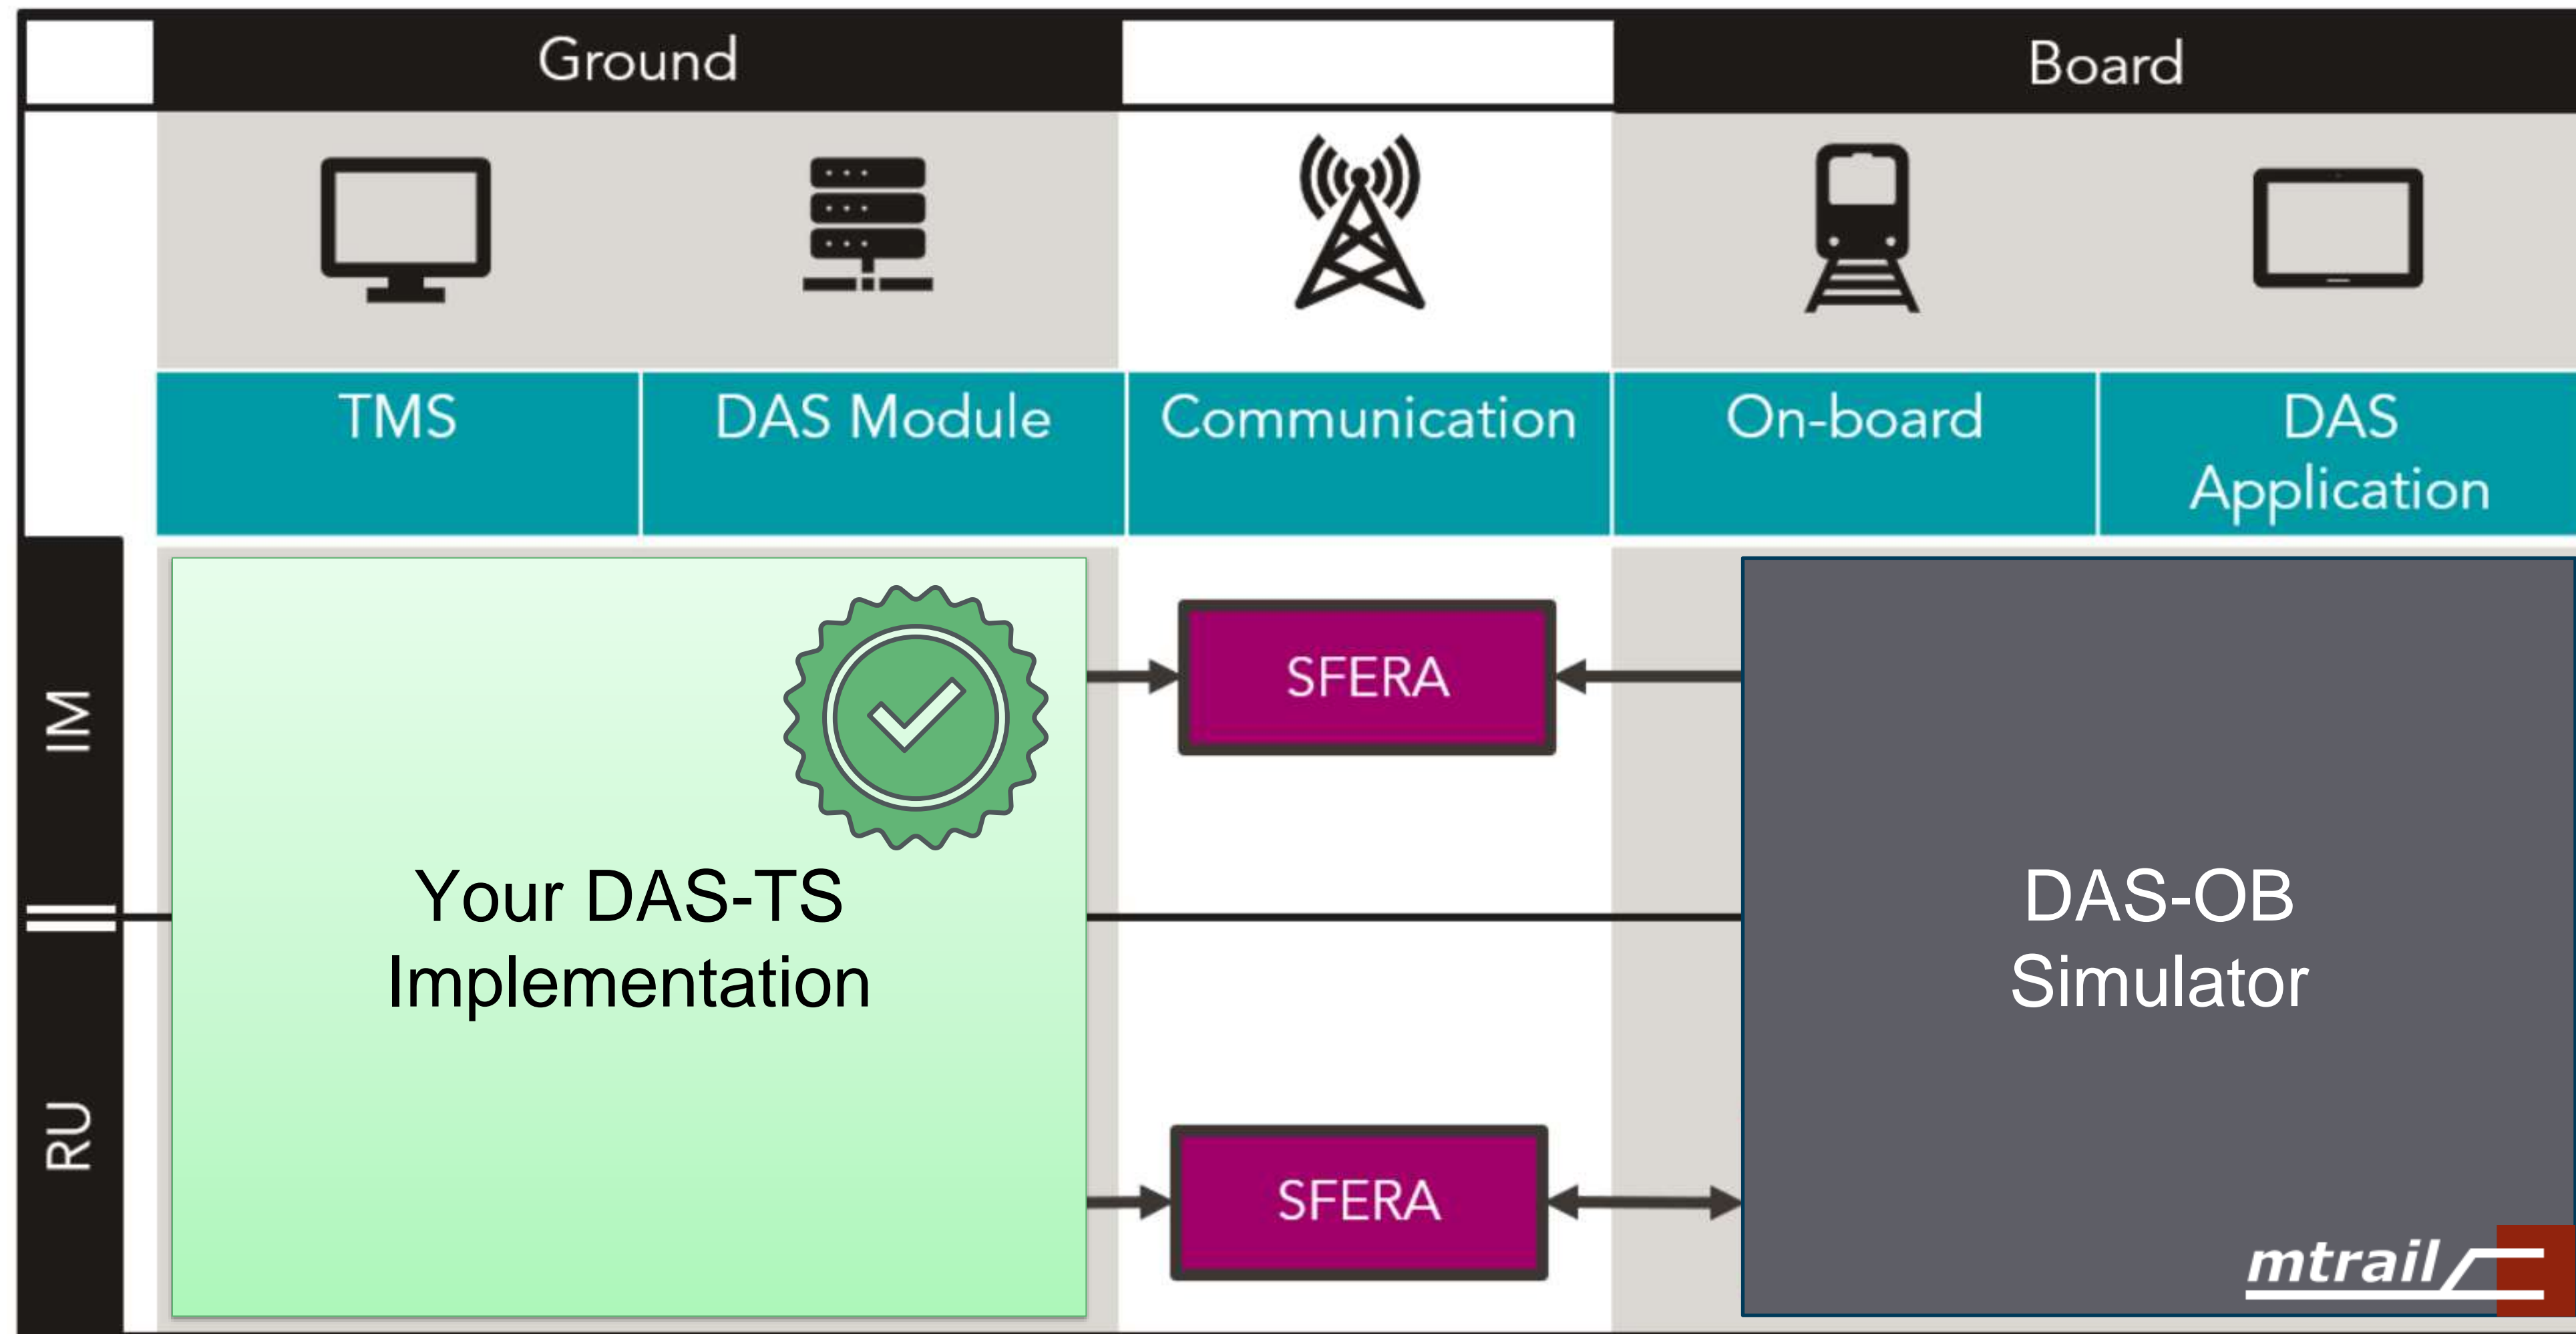 Ground
Board
TMS
DAS Module
Communication
On-board
DAS
Application
IM
SFERA
Your DAS-TS
Implementation
DAS-OB
Simulator
RU
SFERA
mtrail